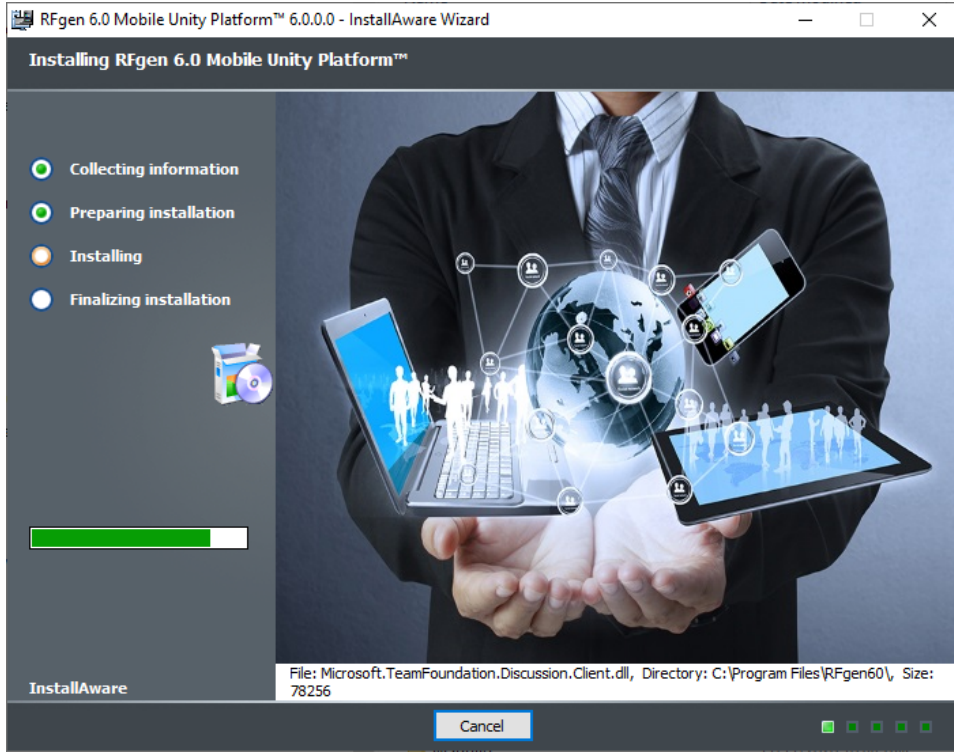 RFgen 6.0 Mobile Unity Platform™ 6.0.0.0 - InstallAware Wizard
Installing RFgen 6.0 Mobile Unity Platform™
Collecting information
Preparing installation
Installing
Finalizing installation
File: Microsoft.TeamFoundation.Discussion.Client.dll, Directory: C:\Program Files\RFgen60\, Size:
78256
InstallAware
Cancel